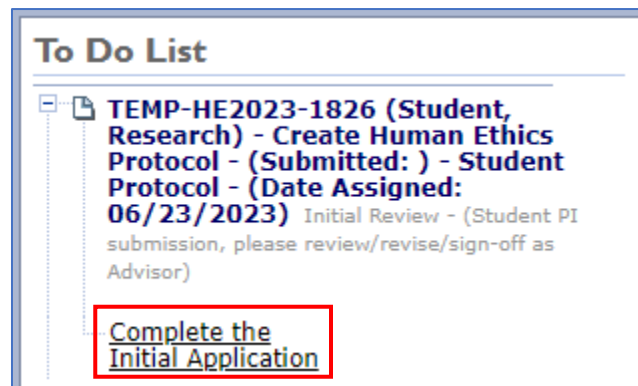 To Do List
TEMP-HE2023-1826 (Student,
Research) - Create Human Ethics
Protocol - (Submitted: ) - Student
Protocol - (Date Assigned:
06/23/2023) Initial Review - (Student PI
submission, please review/revise/sign-off as
Advisor)
Complete the
Initial Application